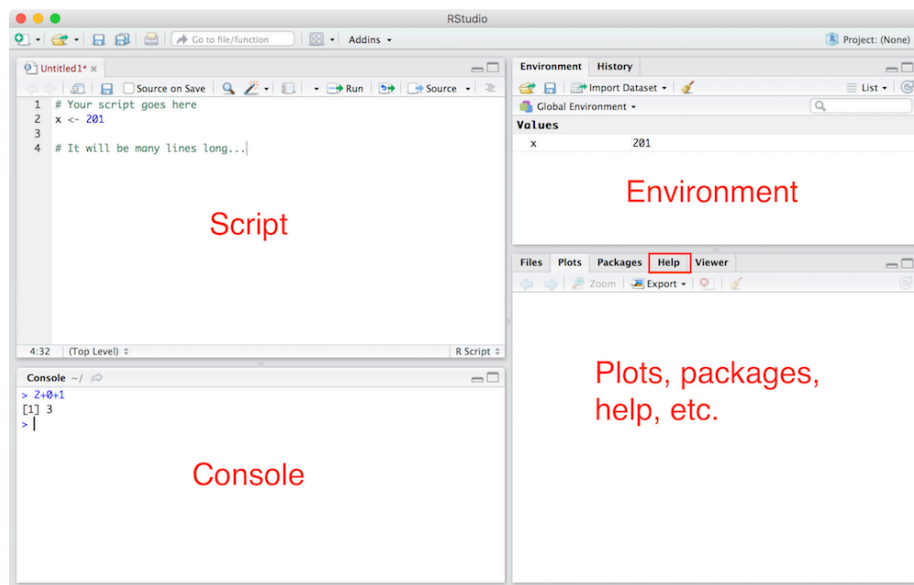 RStudio
Go to file/function
Addins
Project: (None)
Untitled1*
Source on Save
Run
Source
1 # Your script goes here
2 x <- 201
3
4 # It will be many lines long...
Script
4:32 (Top Level)
R Script
Console ~/
> 2+0+1
[1] 3
>
Console
Environment History
Import Dataset
List
Global Environment
Values
x 201
Environment
Files Plots Packages Help Viewer
Zoom Export
Plots, packages,
help, etc.